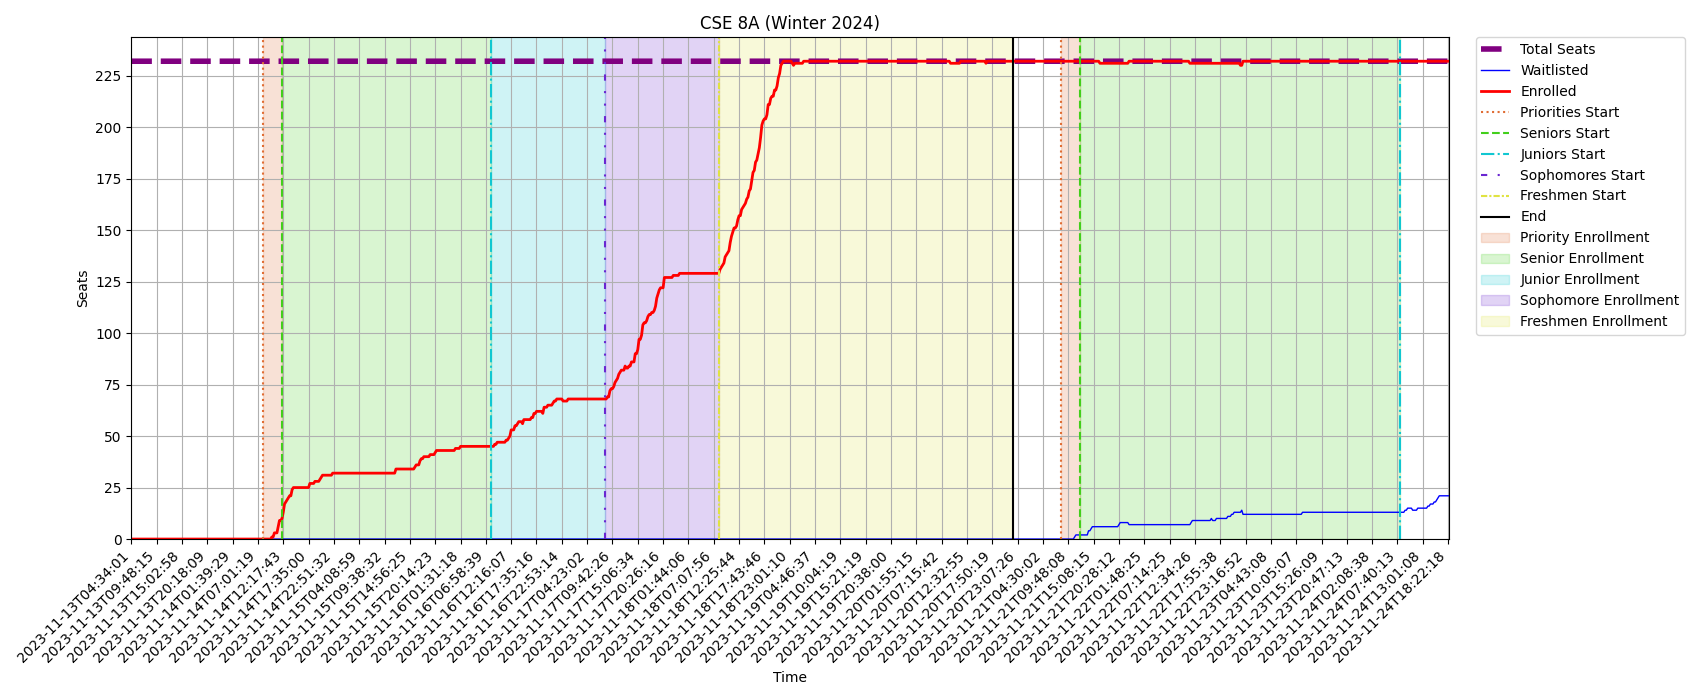 CSE 8A (Winter 2024)
Seats
225
200
175
150
125
100
75
50
25
0
2023-11-13T04:34:01
2023-11-13T09:48:15
2023-11-13T15:02:58
2023-11-13T20:18:09
2023-11-14T01:39:29
2023-11-14T07:01:19
2023-11-14T12:17:43
2023-11-14T17:35:00
2023-11-14T22:51:32
2023-11-15T04:08:59
2023-11-15T09:38:32
2023-11-15T14:56:25
2023-11-15T20:14:23
2023-11-16T01:31:18
2023-11-16T06:58:39
2023-11-16T12:16:07
2023-11-16T17:35:16
2023-11-16T22:53:14
2023-11-17T04:23:02
2023-11-17T09:42:26
2023-11-17T15:06:34
2023-11-17T20:26:16
2023-11-18T01:44:06
2023-11-18T07:07:56
2023-11-18T12:25:44
2023-11-18T17:43:46
2023-11-18T23:01:10
2023-11-19T04:46:37
2023-11-19T10:04:19
2023-11-19T15:21:19
2023-11-19T20:38:00
2023-11-20T01:55:15
2023-11-20T07:15:42
2023-11-20T12:32:55
2023-11-20T17:50:19
2023-11-20T23:07:26
2023-11-21T04:30:02
2023-11-21T09:48:08
2023-11-21T15:08:15
2023-11-21T20:28:12
2023-11-22T01:48:25
2023-11-22T07:14:25
2023-11-22T12:34:26
2023-11-22T17:55:38
2023-11-22T23:16:52
2023-11-23T04:43:08
2023-11-23T10:05:07
2023-11-23T15:26:09
2023-11-23T20:47:13
2023-11-24T02:08:38
2023-11-24T07:40:13
2023-11-24T13:01:08
2023-11-24T18:22:18
Time
Total Seats
Waitlisted
Enrolled
Priorities Start
Seniors Start
Juniors Start
Sophomores Start
Freshmen Start
End
Priority Enrollment
Senior Enrollment
Junior Enrollment
Sophomore Enrollment
Freshmen Enrollment